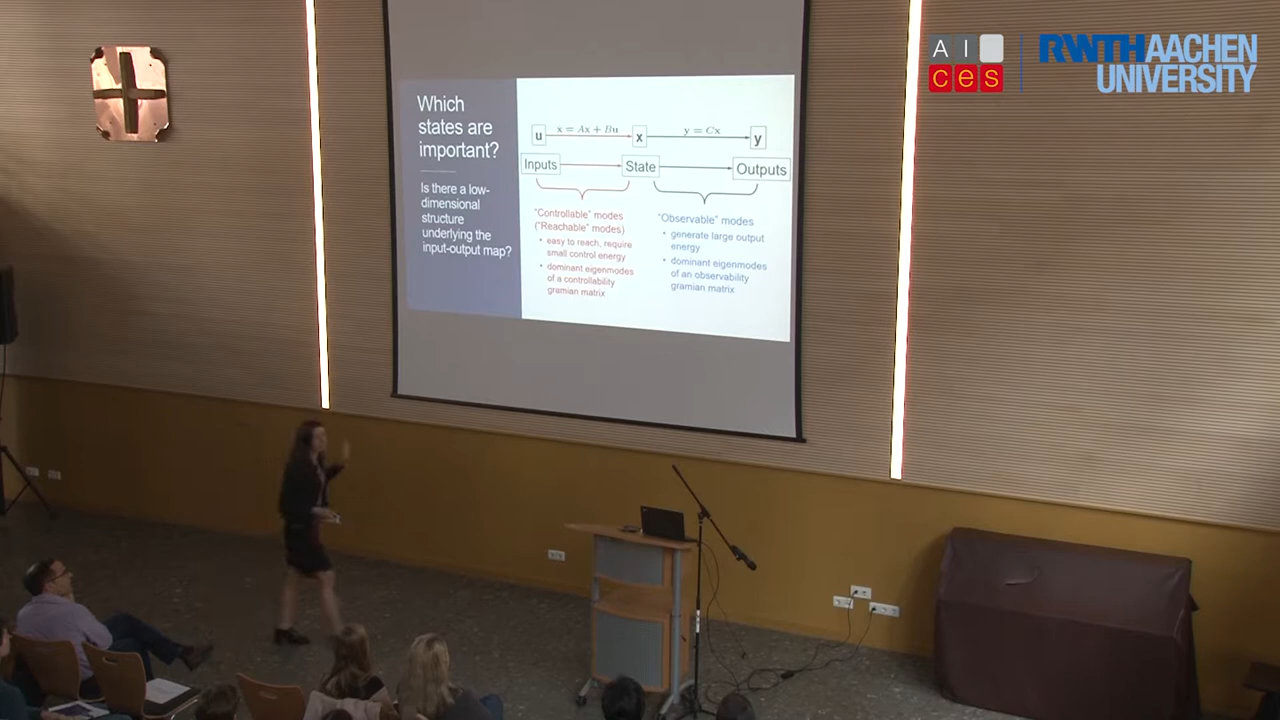 AI
ces
RWTHAACHEN
UNIVERSITY
Which
states are
important?
Is there a low-
dimensional
structure
underlying the
input-output map?
u
ẋ = Ax + Bu
x
y = Cx
y
Inputs
State
Outputs
"Controllable" modes
("Reachable" modes)
• easy to reach, require
small control energy
• dominant eigenmodes
of a controllability
gramian matrix
"Observable" modes
• generate large output
energy
• dominant eigenmodes
of an observability
gramian matrix